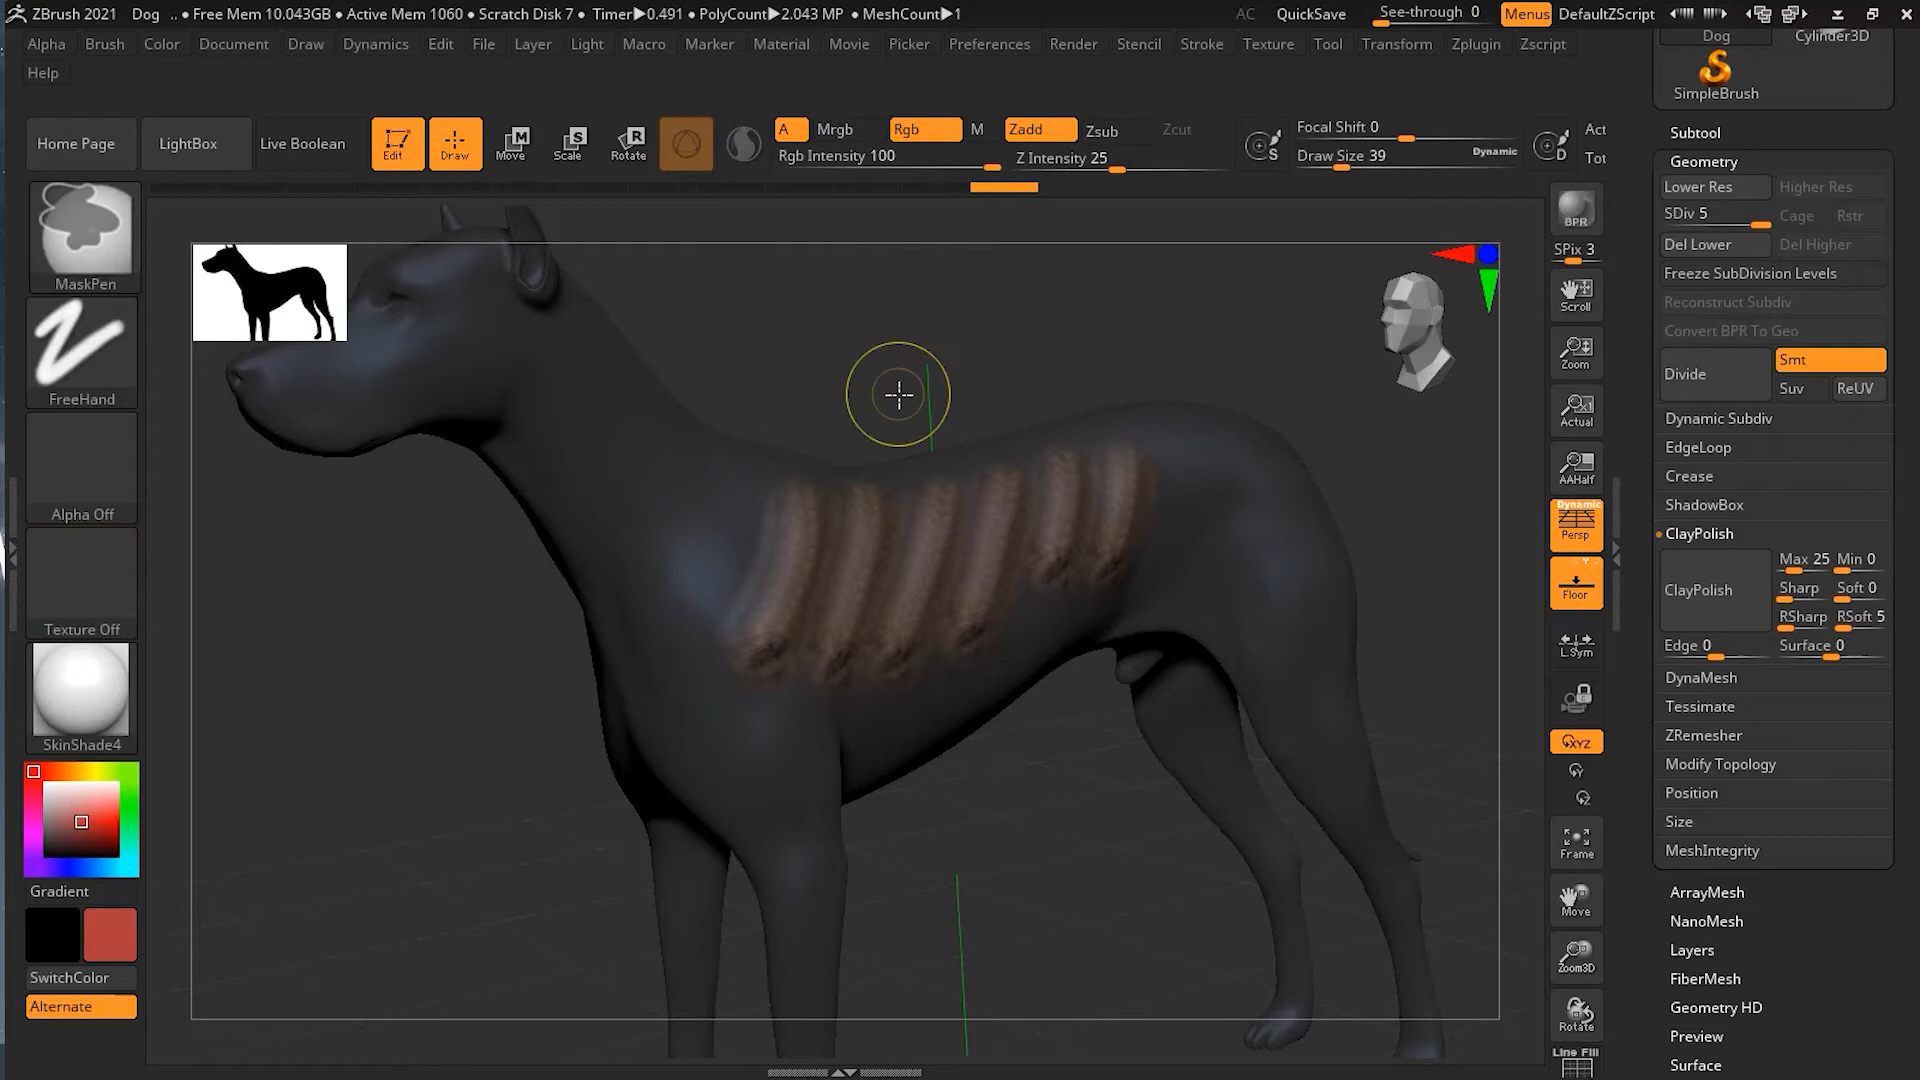 ZBrush 2021 Dog .. • Free Mem 10.043GB • Active Mem 1060 • Scratch Disk 7 • Timer▶0.491 • PolyCount▶2.043 MP • MeshCount▶1 AC QuickSave See-through 0 Menus DefaultZScript
Alpha Brush Color Document Draw Dynamics Edit File Layer Light Macro Marker Material Movie Picker Preferences Render Stencil Stroke Texture Tool Transform Zplugin Zscript
Help
Home Page LightBox Live Boolean Edit Draw Move Scale Rotate
M S R
A Mrgb Rgb M Zadd Zsub Zcut
Rgb Intensity 100 Z Intensity 25
S Focal Shift 0
Draw Size 39 Dynamic
D Act
Tot
MaskPen
FreeHand
Alpha Off
Texture Off
SkinShade4
Gradient
SwitchColor
Alternate
BPR
SPix 3
Scroll
Zoom
Actual
AAHalf
Dynamic
Persp
Floor
L.Sym
XYZ
Y
Z
Frame
Move
Zoom3D
Rotate
Line Fill
Dog Cylinder3D
SimpleBrush
Subtool
Geometry
Lower Res Higher Res
SDiv 5 Cage Rstr
Del Lower Del Higher
Freeze SubDivision Levels
Reconstruct Subdiv
Convert BPR To Geo
Divide Smt
Suv ReUV
Dynamic Subdiv
EdgeLoop
Crease
ShadowBox
ClayPolish
ClayPolish Max 25 Min 0
Sharp Soft 0
RSharp RSoft 5
Edge 0 Surface 0
DynaMesh
Tessimate
ZRemesher
Modify Topology
Position
Size
MeshIntegrity
ArrayMesh
NanoMesh
Layers
FiberMesh
Geometry HD
Preview
Surface